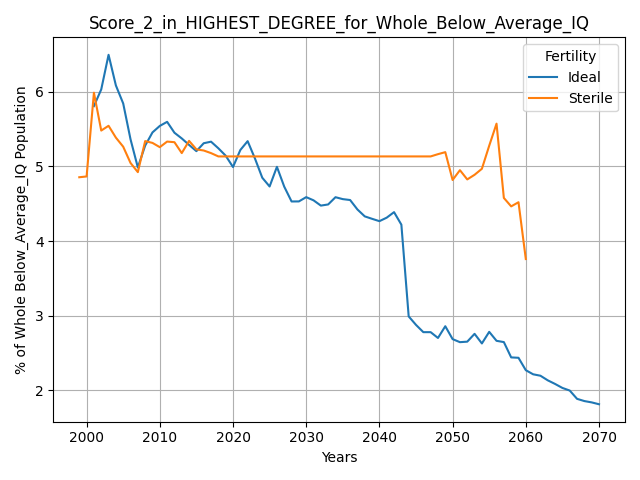 Score_2_in_HIGHEST_DEGREE_for_Whole_Below_Average_IQ
% of Whole Below_Average_IQ Population
6
5
4
3
2
Fertility
Ideal
Sterile
2000 2010 2020 2030 2040 2050 2060 2070
Years